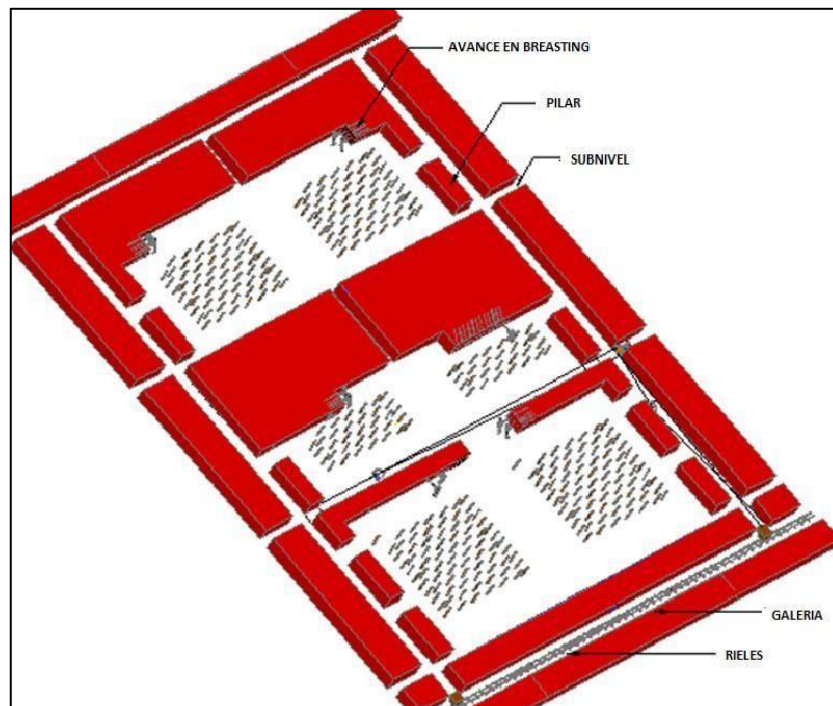 AVANCE EN BREASTING
PILAR
SUBNIVEL
GALERIA
RIELES